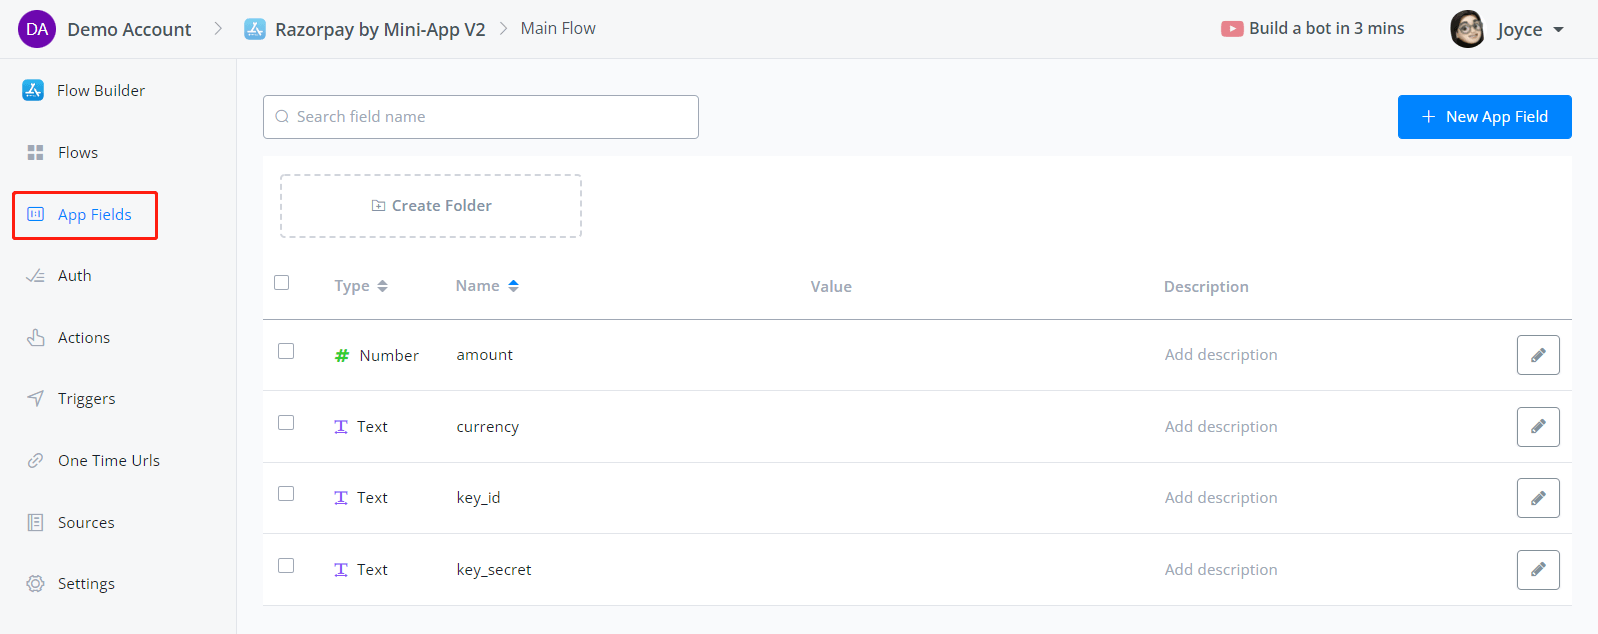 DA Demo Account Razorpay by Mini-App V2 Main Flow Build a bot in 3 mins Joyce
Flow Builder
Flows
App Fields
Auth
Actions
Triggers
One Time Urls
Sources
Settings
Search field name
+ New App Field
Create Folder
Type Name Value Description
# Number amount Add description
T Text currency Add description
T Text key_id Add description
T Text key_secret Add description